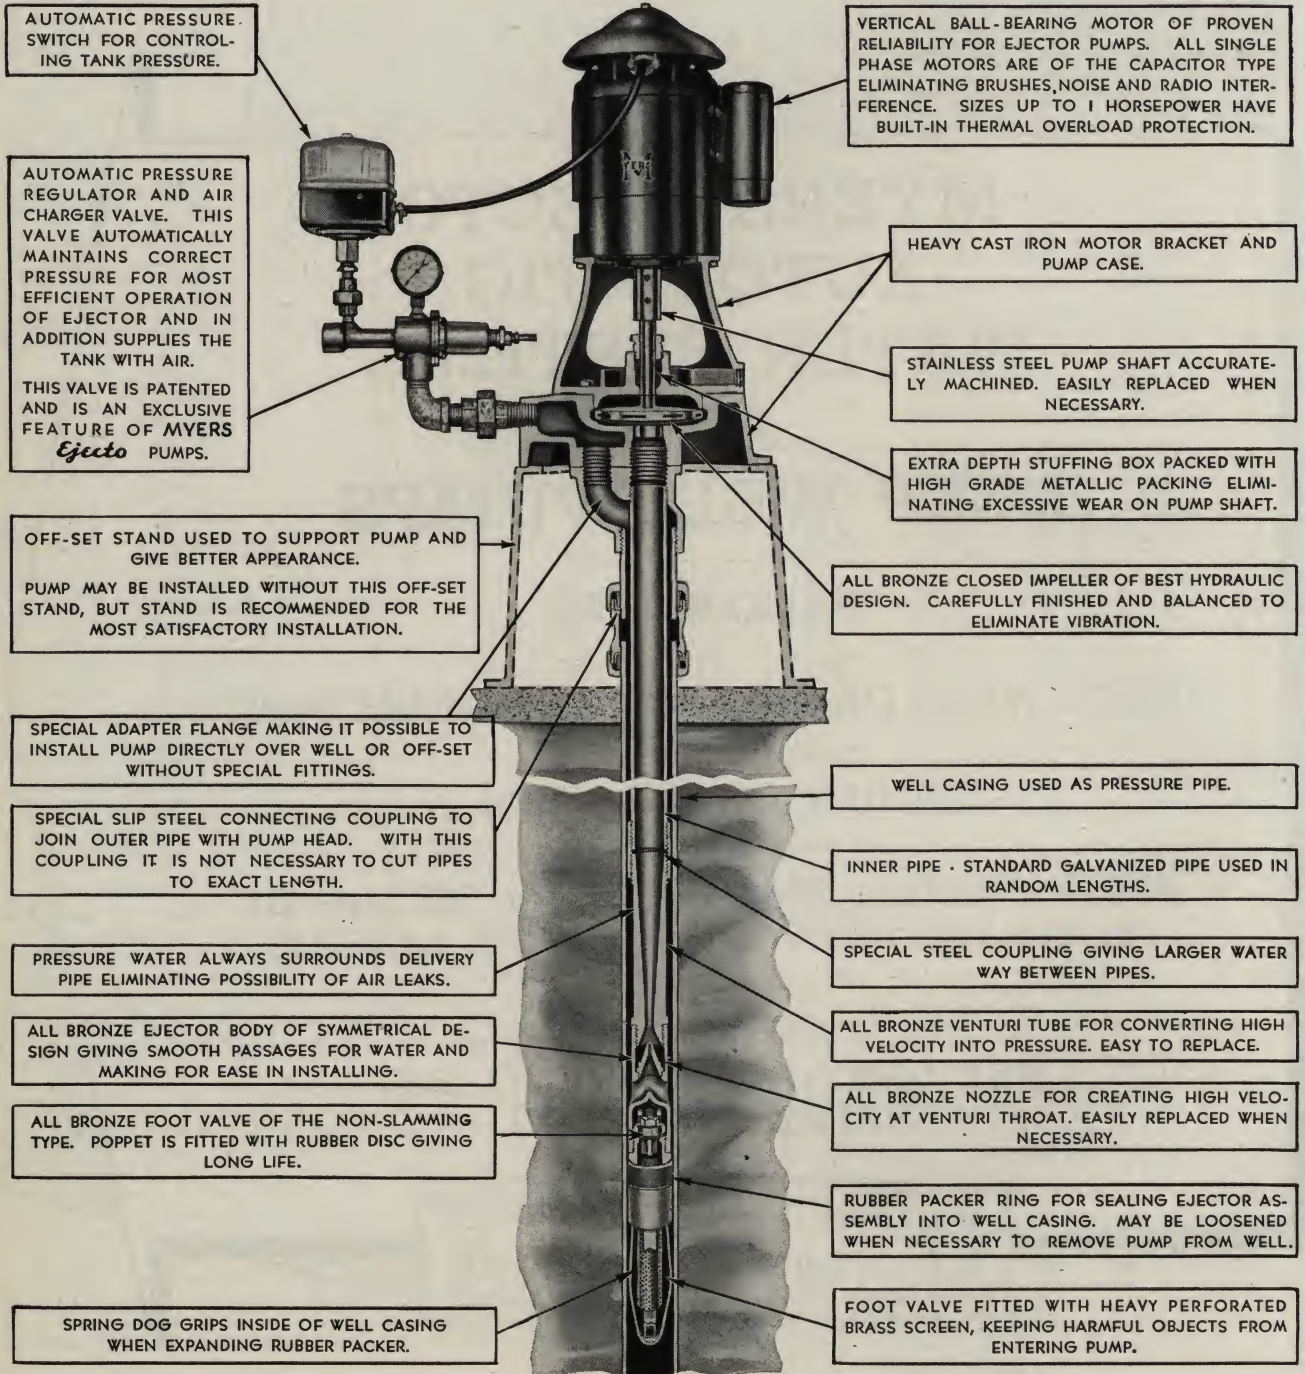 AUTOMATIC PRESSURE.
SWITCH FOR CONTROL-
ING TANK PRESSURE.
AUTOMATIC PRESSURE
REGULATOR AND AIR
CHARGER VALVE. THIS
VALVE AUTOMATICALLY
MAINTAINS CORRECT
PRESSURE FOR MOST
EFFICIENT OPERATION
OF EJECTOR AND IN
ADDITION SUPPLIES THE
TANK WITH AIR.
THIS VALVE IS PATENTED
AND IS AN EXCLUSIVE
FEATURE OF MYERS
Ejecto PUMPS.
OFF-SET STAND USED TO SUPPORT PUMP AND
GIVE BETTER APPEARANCE.
PUMP MAY BE INSTALLED WITHOUT THIS OFF-SET
STAND, BUT STAND IS RECOMMENDED FOR THE
MOST SATISFACTORY INSTALLATION.
SPECIAL ADAPTER FLANGE MAKING IT POSSIBLE TO
INSTALL PUMP DIRECTLY OVER WELL OR OFF-SET
WITHOUT SPECIAL FITTINGS.
SPECIAL SLIP STEEL CONNECTING COUPLING TO
JOIN OUTER PIPE WITH PUMP HEAD. WITH THIS
COUPLING IT IS NOT NECESSARY TO CUT PIPES
TO EXACT LENGTH.
PRESSURE WATER ALWAYS SURROUNDS DELIVERY
PIPE ELIMINATING POSSIBILITY OF AIR LEAKS.
ALL BRONZE EJECTOR BODY OF SYMMETRICAL DE-
SIGN GIVING SMOOTH PASSAGES FOR WATER AND
MAKING FOR EASE IN INSTALLING.
ALL BRONZE FOOT VALVE OF THE NON-SLAMMING
TYPE. POPPET IS FITTED WITH RUBBER DISC GIVING
LONG LIFE.
SPRING DOG GRIPS INSIDE OF WELL CASING
WHEN EXPANDING RUBBER PACKER.
MYERS
VERTICAL BALL-BEARING MOTOR OF PROVEN
RELIABILITY FOR EJECTOR PUMPS. ALL SINGLE
PHASE MOTORS ARE OF THE CAPACITOR TYPE
ELIMINATING BRUSHES, NOISE AND RADIO INTER-
FERENCE. SIZES UP TO 1 HORSEPOWER HAVE
BUILT-IN THERMAL OVERLOAD PROTECTION.
HEAVY CAST IRON MOTOR BRACKET AND
PUMP CASE.
STAINLESS STEEL PUMP SHAFT ACCURATE-
LY MACHINED. EASILY REPLACED WHEN
NECESSARY.
EXTRA DEPTH STUFFING BOX PACKED WITH
HIGH GRADE METALLIC PACKING ELIMI-
NATING EXCESSIVE WEAR ON PUMP SHAFT.
ALL BRONZE CLOSED IMPELLER OF BEST HYDRAULIC
DESIGN. CAREFULLY FINISHED AND BALANCED TO
ELIMINATE VIBRATION.
WELL CASING USED AS PRESSURE PIPE.
INNER PIPE - STANDARD GALVANIZED PIPE USED IN
RANDOM LENGTHS.
SPECIAL STEEL COUPLING GIVING LARGER WATER
WAY BETWEEN PIPES.
ALL BRONZE VENTURI TUBE FOR CONVERTING HIGH
VELOCITY INTO PRESSURE. EASY TO REPLACE.
ALL BRONZE NOZZLE FOR CREATING HIGH VELO-
CITY AT VENTURI THROAT. EASILY REPLACED WHEN
NECESSARY.
RUBBER PACKER RING FOR SEALING EJECTOR AS-
SEMBLY INTO WELL CASING. MAY BE LOOSENED
WHEN NECESSARY TO REMOVE PUMP FROM WELL.
FOOT VALVE FITTED WITH HEAVY PERFORATED
BRASS SCREEN, KEEPING HARMFUL OBJECTS FROM
ENTERING PUMP.